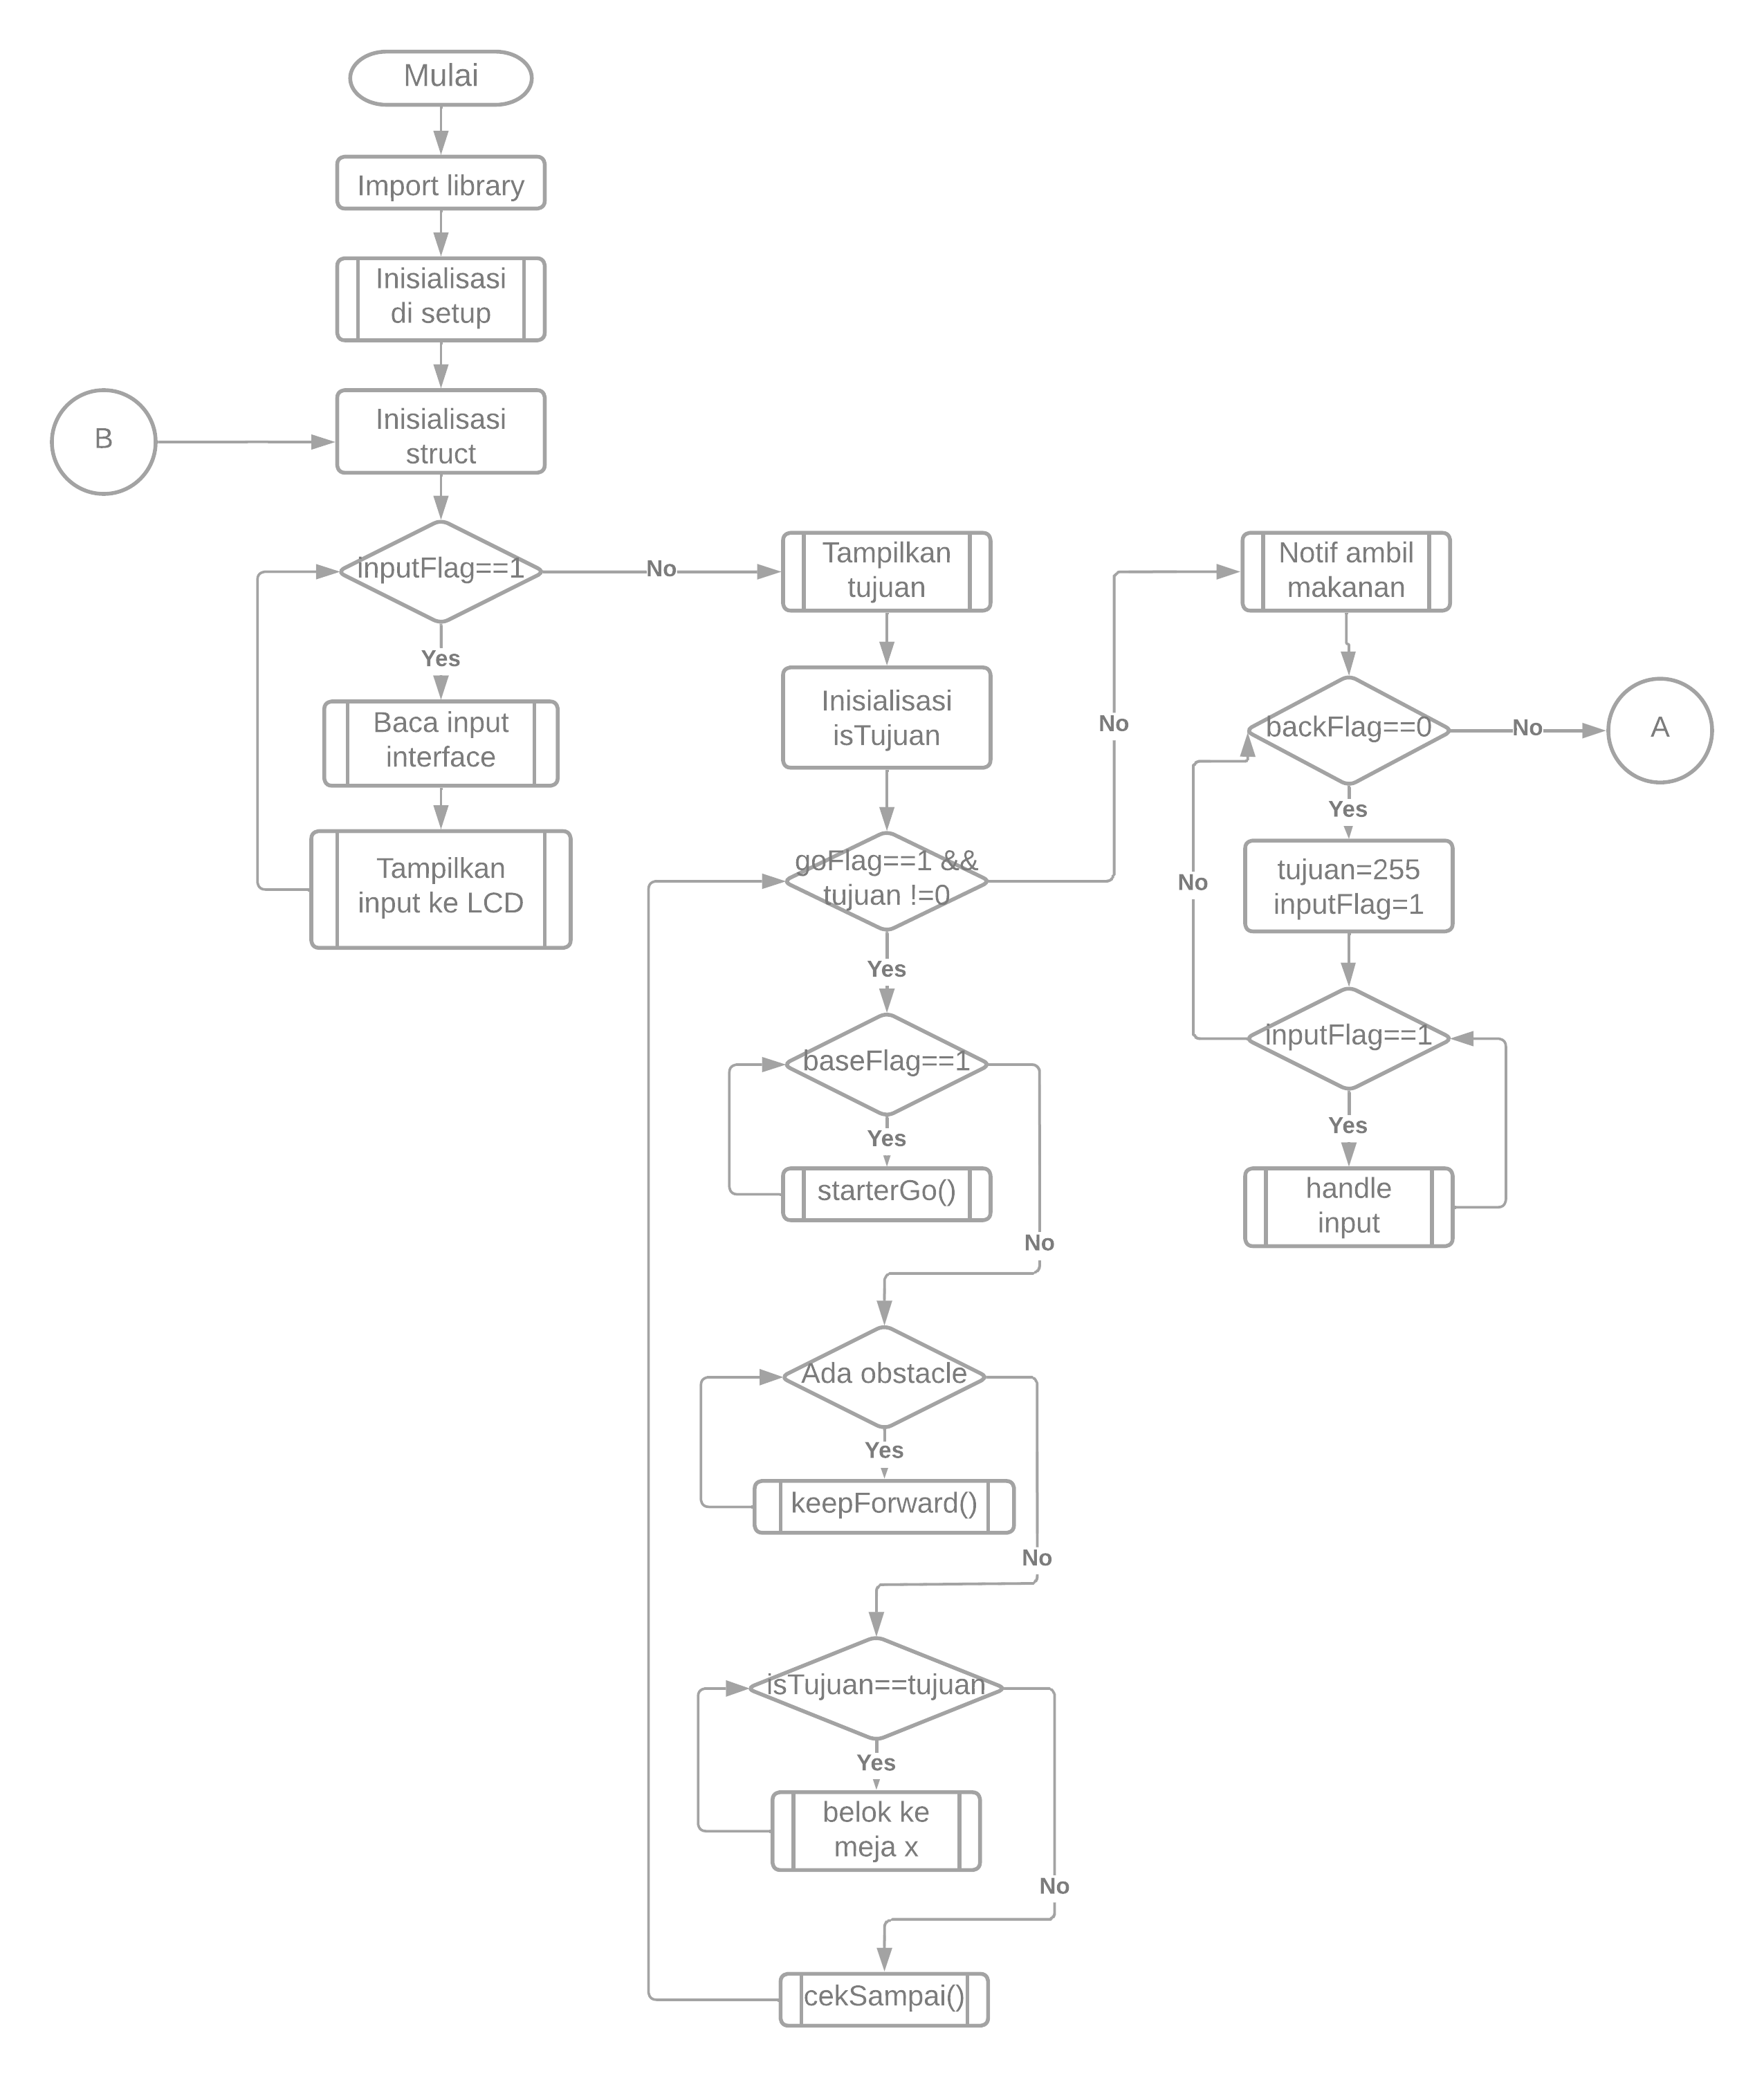 Mulai
Import library
Inisialisasi
di setup
B
Inisialisasi
struct
inputFlag==1
No
Yes
Baca input
interface
Tampilkan
input ke LCD
Tampilkan
tujuan
Inisialisasi
isTujuan
goFlag==1 &&
tujuan !=0
No
Yes
baseFlag==1
Yes
starterGo()
No
Ada obstacle
Yes
keepForward()
No
isTujuan==tujuan
Yes
belok ke
meja x
No
cekSampai()
Notif ambil
makanan
backFlag==0
No
A
Yes
tujuan=255
inputFlag=1
No
inputFlag==1
Yes
handle
input